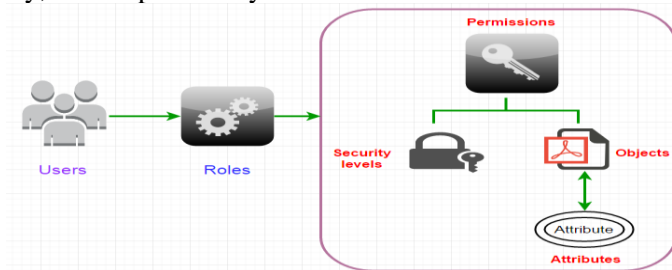 Permissions
Users
Roles
Security
levels
Objects
Attribute
Attributes